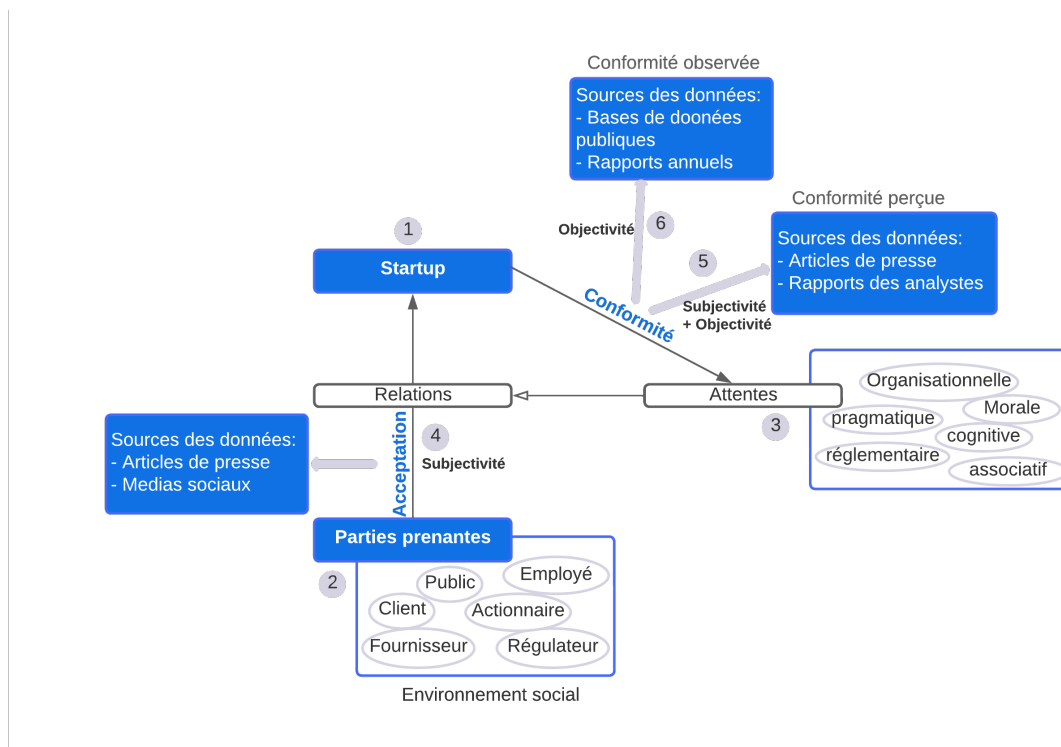 Conformité observée
Sources des données:
- Bases de doonées
publiques
- Rapports annuels
Conformité perçue
Sources des données:
- Articles de presse
- Rapports des analystes
Objectivité
6
5
Subjectivité
+ Objectivité
1
Startup
Conformité
Relations
Attentes
3
Organisationnelle
Morale
pragmatique
cognitive
réglementaire
associatif
4
Subjectivité
Acceptation
Sources des données:
- Articles de presse
- Medias sociaux
Parties prenantes
2
Public
Employé
Client
Actionnaire
Fournisseur
Régulateur
Environnement social